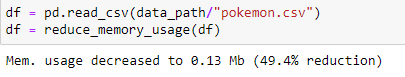 df = pd.read_csv(data_path/"pokemon.csv")
df = reduce_memory_usage(df)
Mem. usage decreased to 0.13 Mb (49.4% reduction)